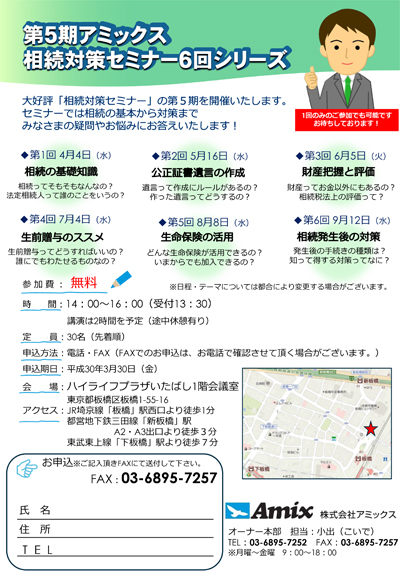 第5期アミックス
相続対策セミナー6回シリーズ
大好評「相続対策セミナー」の第5期を開催いたします。
セミナーでは相続の基本から対策まで
みなさまの疑問やお悩みにお答えいたします！
1回のみのご参加でも可能です
お待ちしております！
◆第1回 4月4日（水）
相続の基礎知識
相続ってそもそもなんなの？
法定相続人って誰のことをいうの？
◆第2回 5月16日（水）
公正証書遺言の作成
遺言って作成にルールがあるの？
作った遺言ってどうするの？
◆第3回 6月5日（火）
財産把握と評価
財産ってお金以外にもあるの？
相続税法上の評価って？
◆第4回 7月4日（水）
生前贈与のススメ
生前贈与ってどうすればいいの？
誰にでもわたせるものなの？
◆第5回 8月8日（水）
生命保険の活用
どんな生命保険が活用できるの？
いまからでも加入できるの？
◆第6回 9月12日（水）
相続発生後の対策
発生後の手続きの種類は？
知って得する対策ってなに？
参加費：無料
※日程・テーマについては都合により変更する場合がございます。
時　間：14：00～16：00（受付13：30）
講演は2時間を予定（途中休憩有り）
定　員：30名（先着順）
申込方法：電話・FAX（FAXでのお申込は、お電話で確認させて頂く場合がございます。）
申込期日：平成30年3月30日（金）
会　場：ハイライフプラザいたばし1階会議室
東京都板橋区板橋1-55-16
アクセス：JR埼京線「板橋」駅西口より徒歩1分
都営地下鉄三田線「新板橋」駅
A2・A3出口より徒歩3分
東武東上線「下板橋」駅より徒歩7分
新板橋
板橋
下板橋
お申込※ご記入頂きFAXにて送付して下さい。
FAX：03-6895-7257
氏 名
住 所
ＴＥＬ
Amix 株式会社アミックス
オーナー本部　担当：小出（こいで）
TEL：03-6895-7252　FAX：03-6895-7257
※月曜～金曜　9：00～18：00